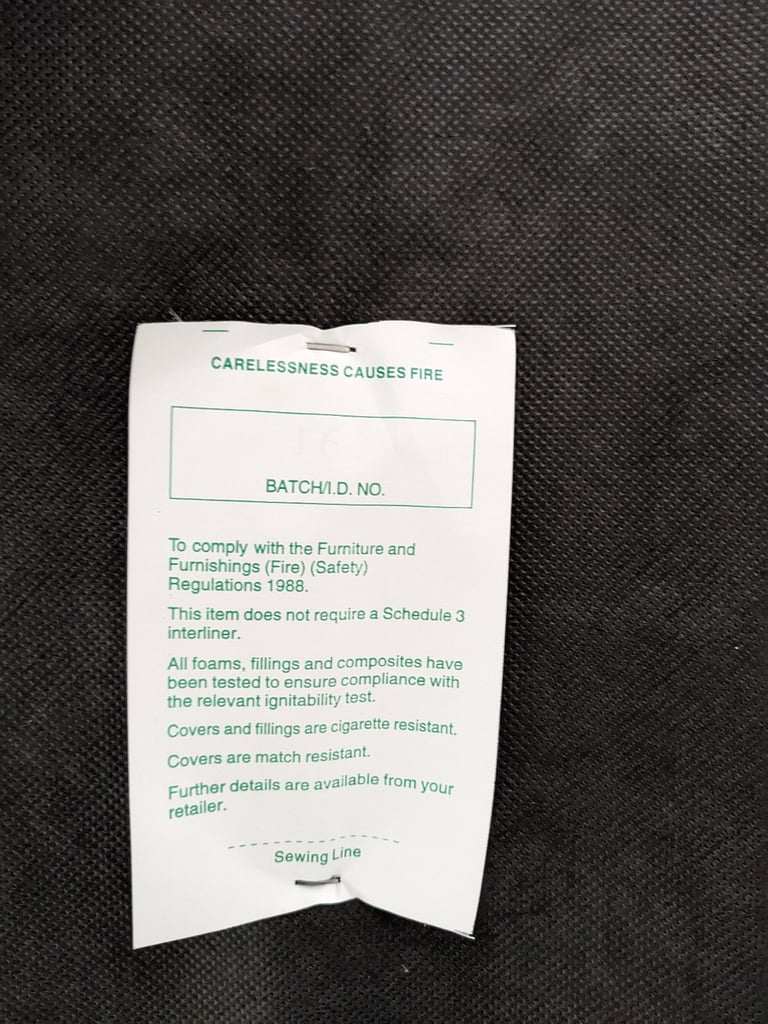 CARELESSNESS CAUSES FIRE
BATCH/I.D. NO.
To comply with the Furniture and
Furnishings (Fire) (Safety)
Regulations 1988.
This item does not require a Schedule 3
interliner.
All foams, fillings and composites have
been tested to ensure compliance with
the relevant ignitability test.
Covers and fillings are cigarette resistant.
Covers are match resistant.
Further details are available from your
retailer.
Sewing Line